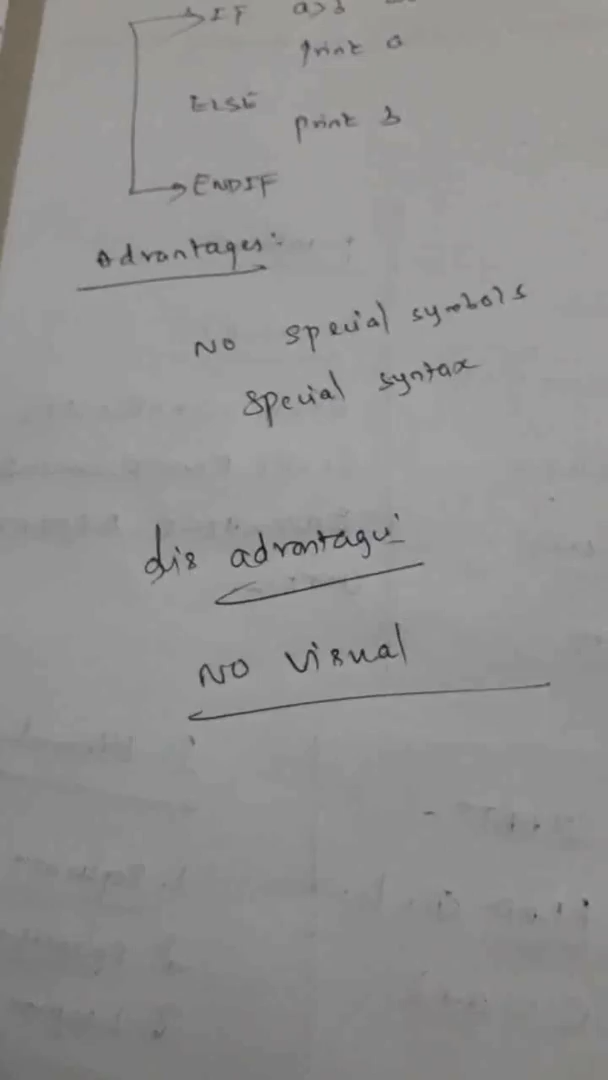 IF a>b
print a
ELSE
print b
ENDIF
Advantages:
NO special symbols
special syntax
dis advantage:
NO visual